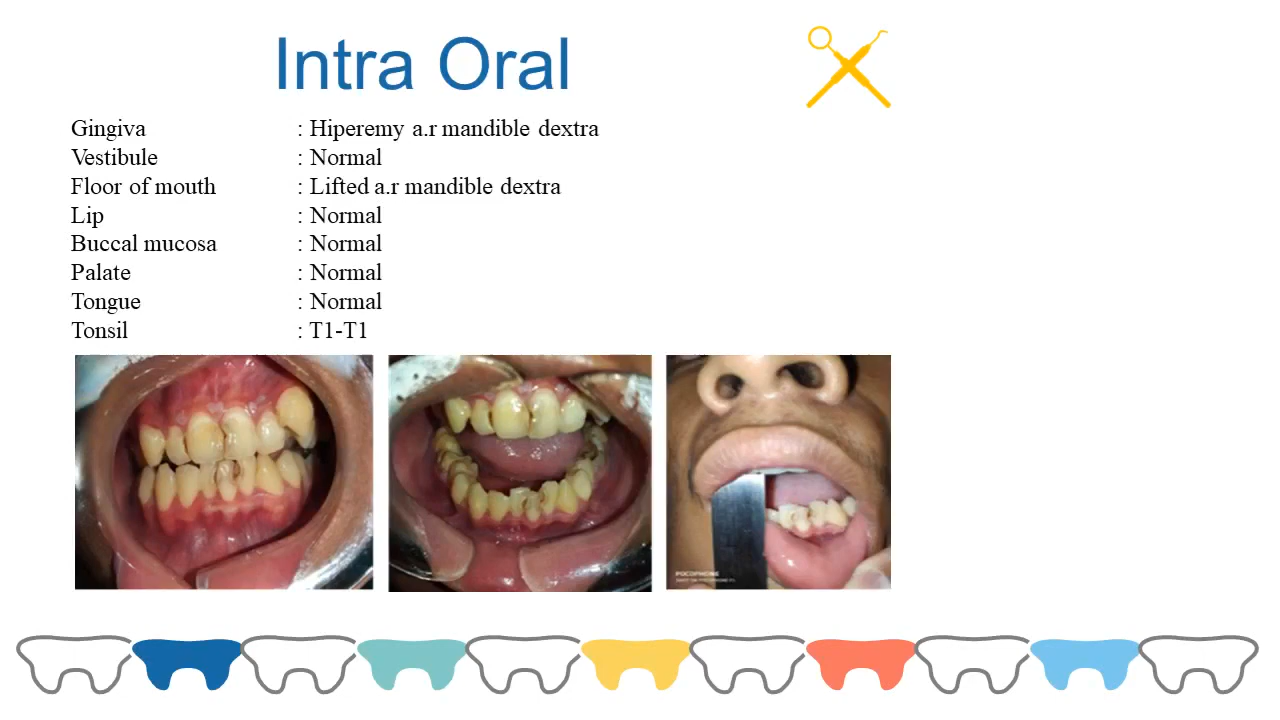 Intra Oral
Gingiva : Hiperemy a.r mandible dextra
Vestibule : Normal
Floor of mouth : Lifted a.r mandible dextra
Lip : Normal
Buccal mucosa : Normal
Palate : Normal
Tongue : Normal
Tonsil : T1-T1
POCOPHONE